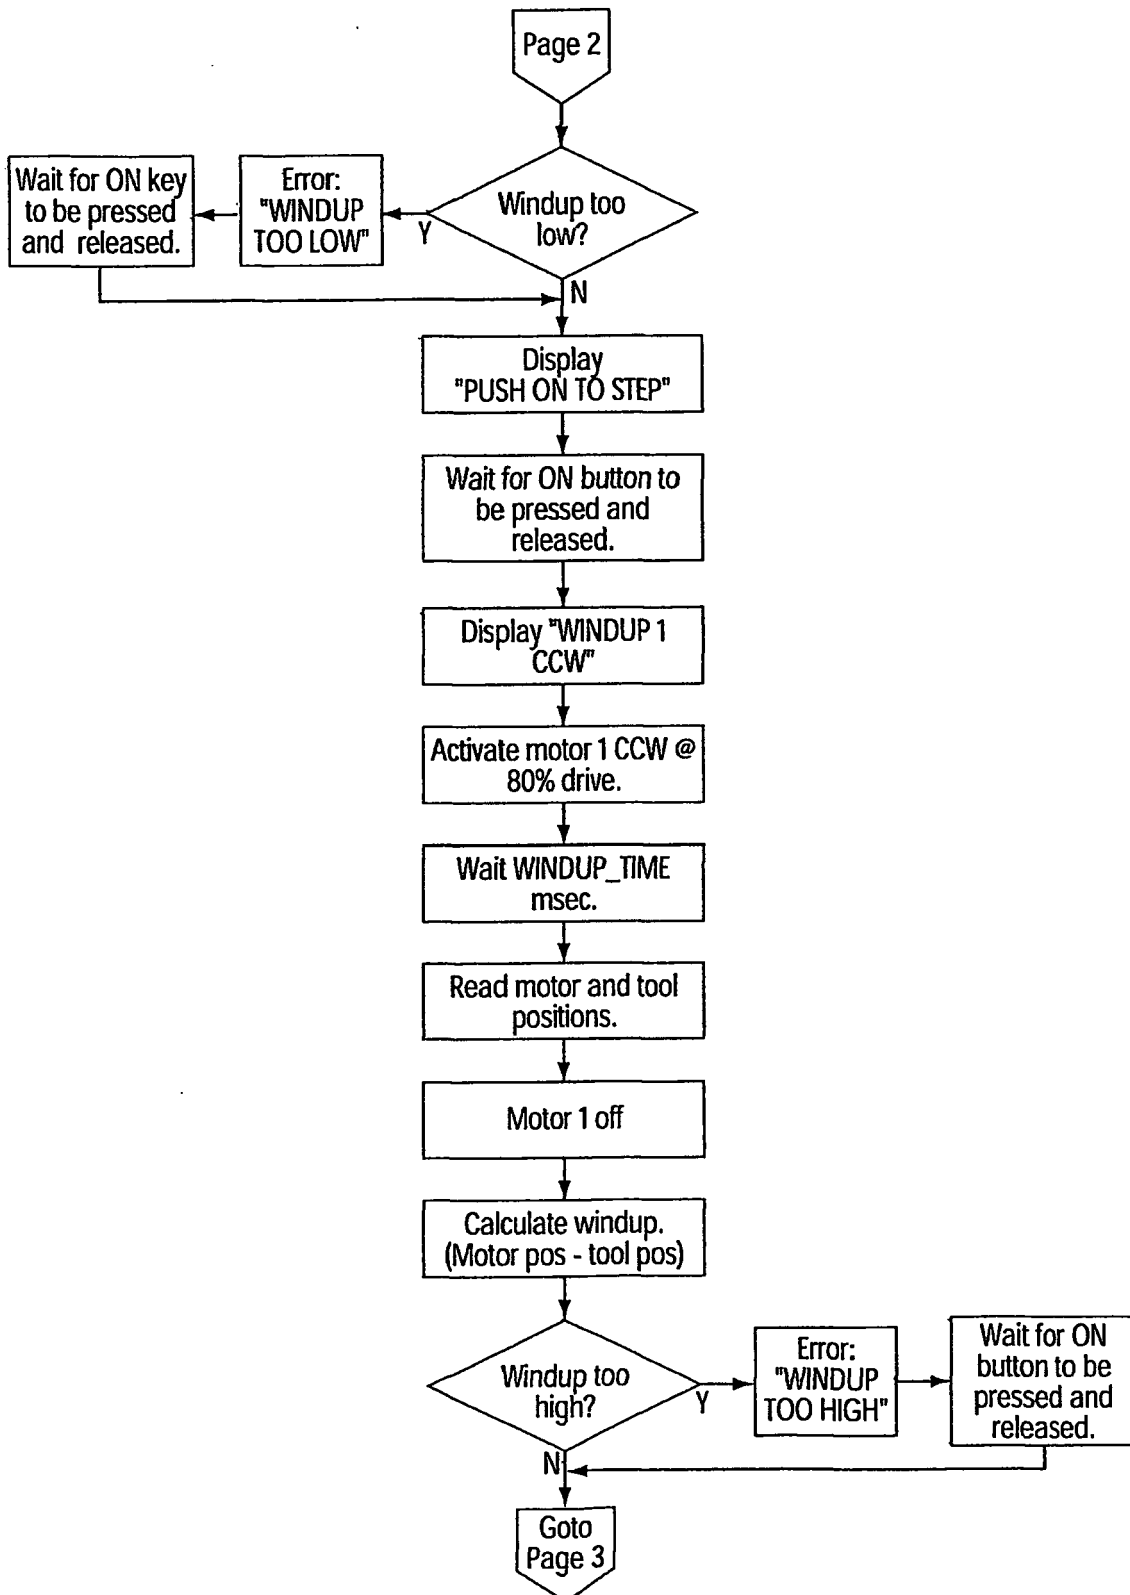 Page 2
Windup too
low?
Y
Error:
"WINDUP
TOO LOW"
Wait for ON key
to be pressed
and released.
N
Display
"PUSH ON TO STEP"
Wait for ON button to
be pressed and
released.
Display "WINDUP 1
CCW"
Activate motor 1 CCW @
80% drive.
Wait WINDUP_TIME
msec.
Read motor and tool
positions.
Motor 1 off
Calculate windup.
(Motor pos - tool pos)
Windup too
high?
Y
Error:
"WINDUP
TOO HIGH"
Wait for ON
button to be
pressed and
released.
N
Goto
Page 3